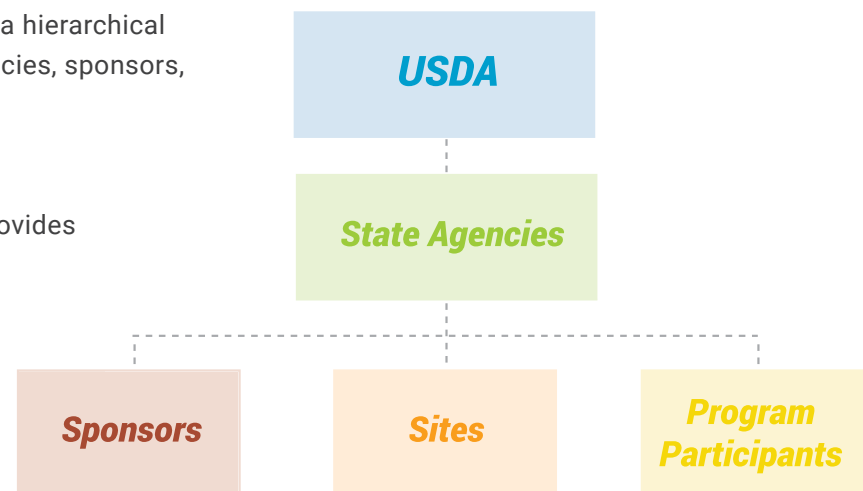 a hierarchical
cies, sponsors,
ovides
USDA
State Agencies
Sponsors
Sites
Program
Participants